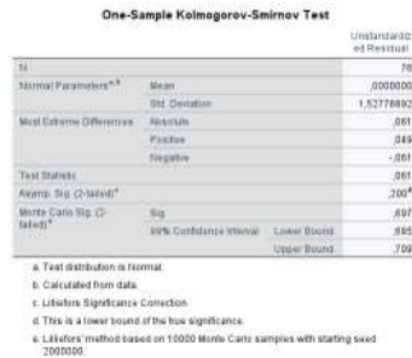 One-Sample Kolmogorov-Smirnov Test
Unstandardiz
ed Residual
N 76
Normal Parameters a,b Mean ,0000000
Std. Deviation 1,52776892
Most Extreme Differences Absolute ,061
Positive ,049
Negative -,061
Test Statistic ,061
Asymp. Sig. (2-tailed) c ,200 d
Monte Carlo Sig. (2-
tailed) e Sig. ,697
99% Confidence Interval Lower Bound ,685
Upper Bound ,709
a. Test distribution is Normal.
b. Calculated from data.
c. Lilliefors Significance Correction.
d. This is a lower bound of the true significance.
e. Lilliefors' method based on 10000 Monte Carlo samples with starting seed
2000000.